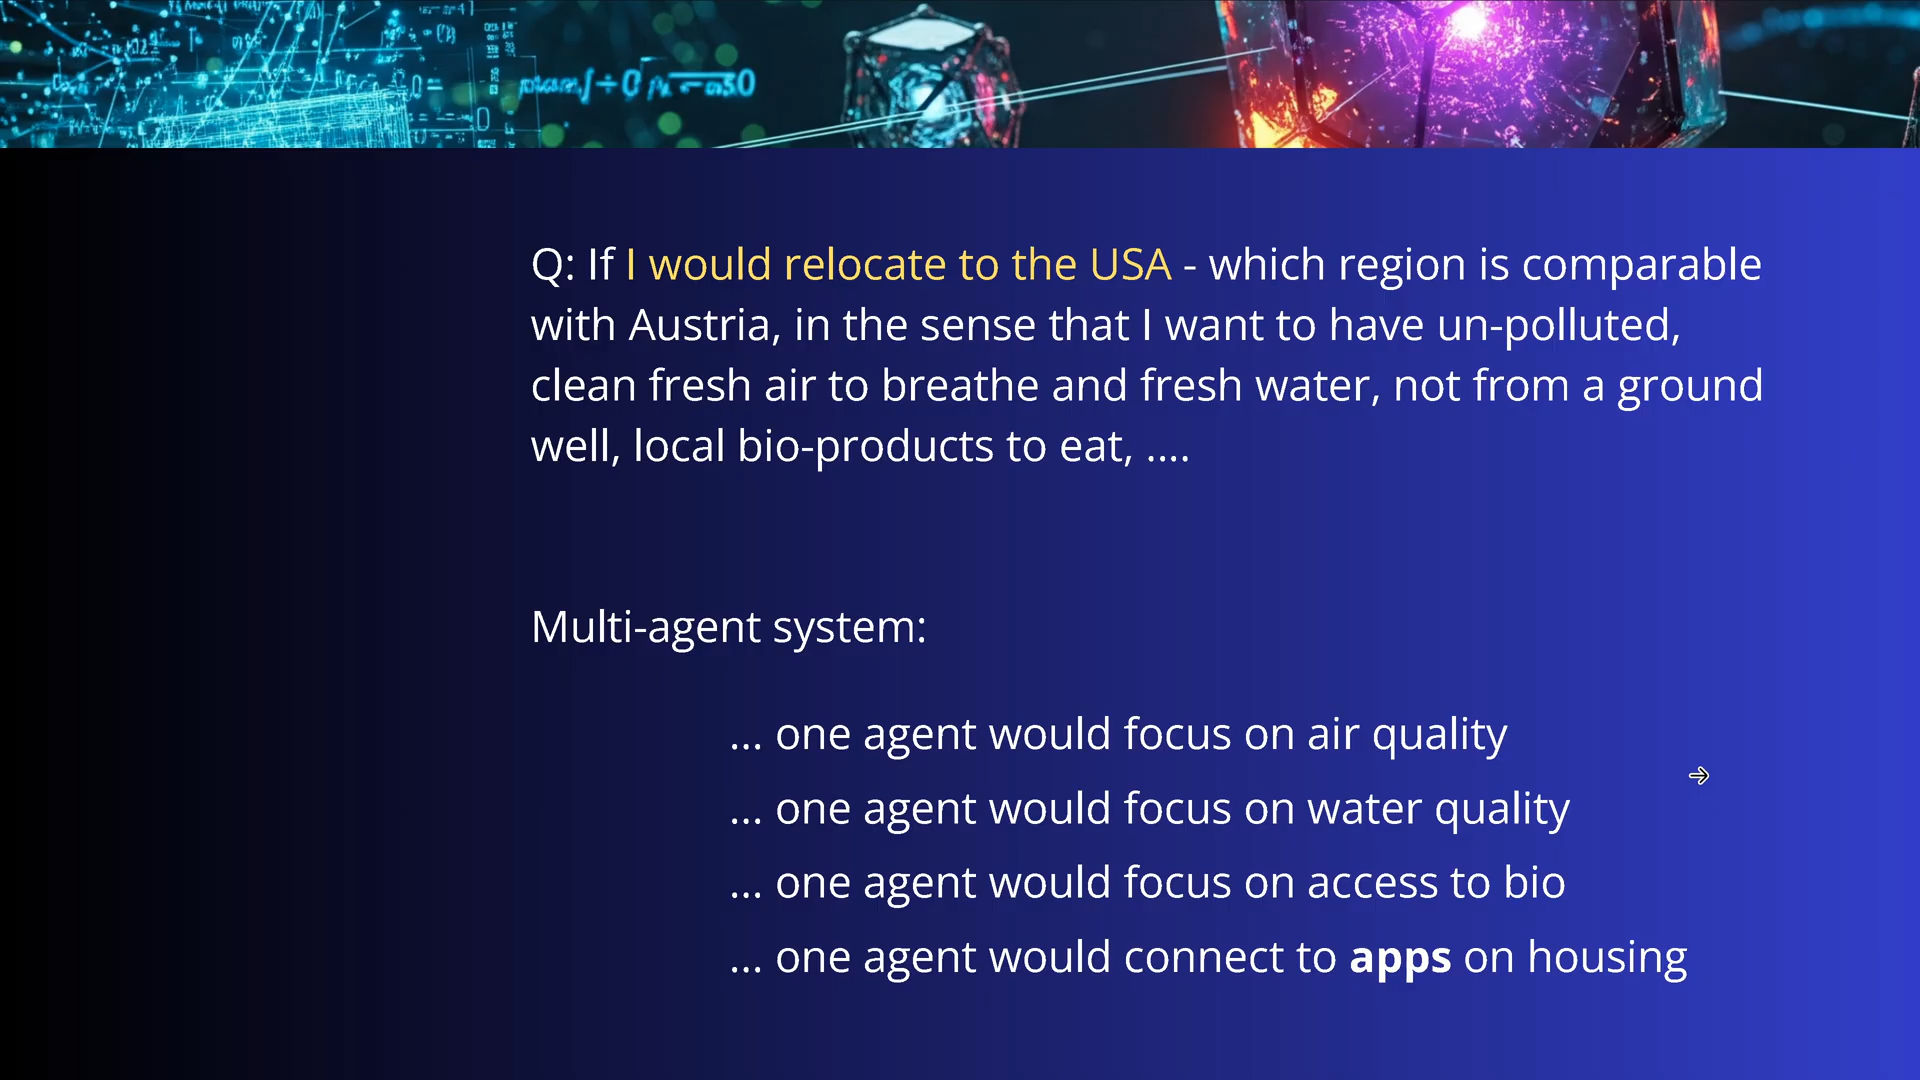 Q: If I would relocate to the USA - which region is comparable
with Austria, in the sense that I want to have un-polluted,
clean fresh air to breathe and fresh water, not from a ground
well, local bio-products to eat, ....
Multi-agent system:
... one agent would focus on air quality
... one agent would focus on water quality
... one agent would focus on access to bio
... one agent would connect to apps on housing